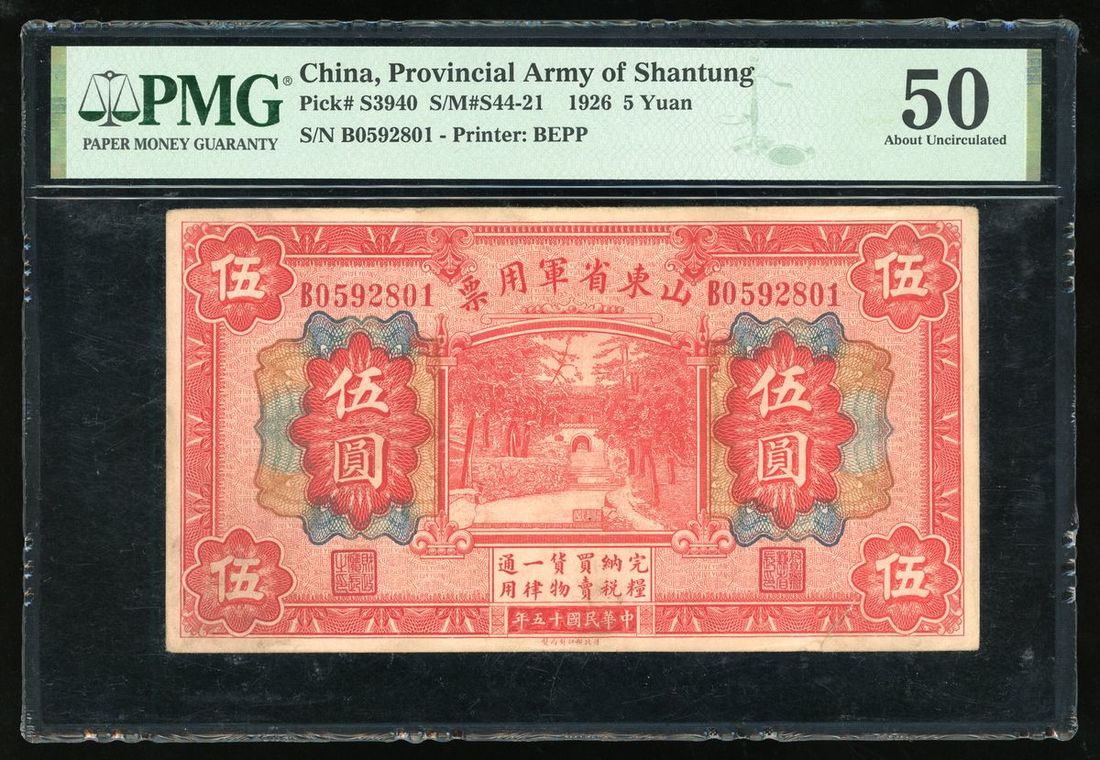 PMG®
PAPER MONEY GUARANTY
China, Provincial Army of Shantung
Pick# S3940 S/M#S44-21 1926 5 Yuan
S/N B0592801 - Printer: BEPP
50
About Uncirculated
山東省軍用票
伍
伍
B0592801
B0592801
伍圓
伍圓
完糧
納税
買賣
貨物
一律
通用
伍
伍
中華民國十五年